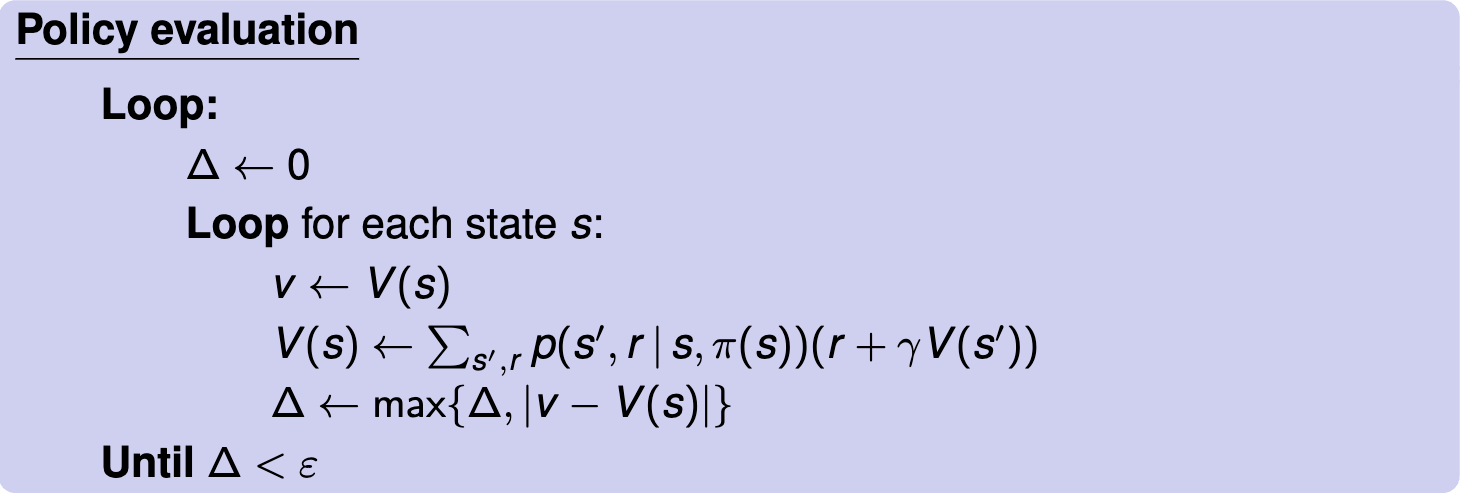 Policy evaluation
Loop:
Δ ← 0
Loop for each state s:
v ← V(s)
V(s) ← ∑s′,r p(s′, r | s, π(s))(r + γV(s′))
Δ ← max{Δ, |v − V(s)|}
Until Δ < ε